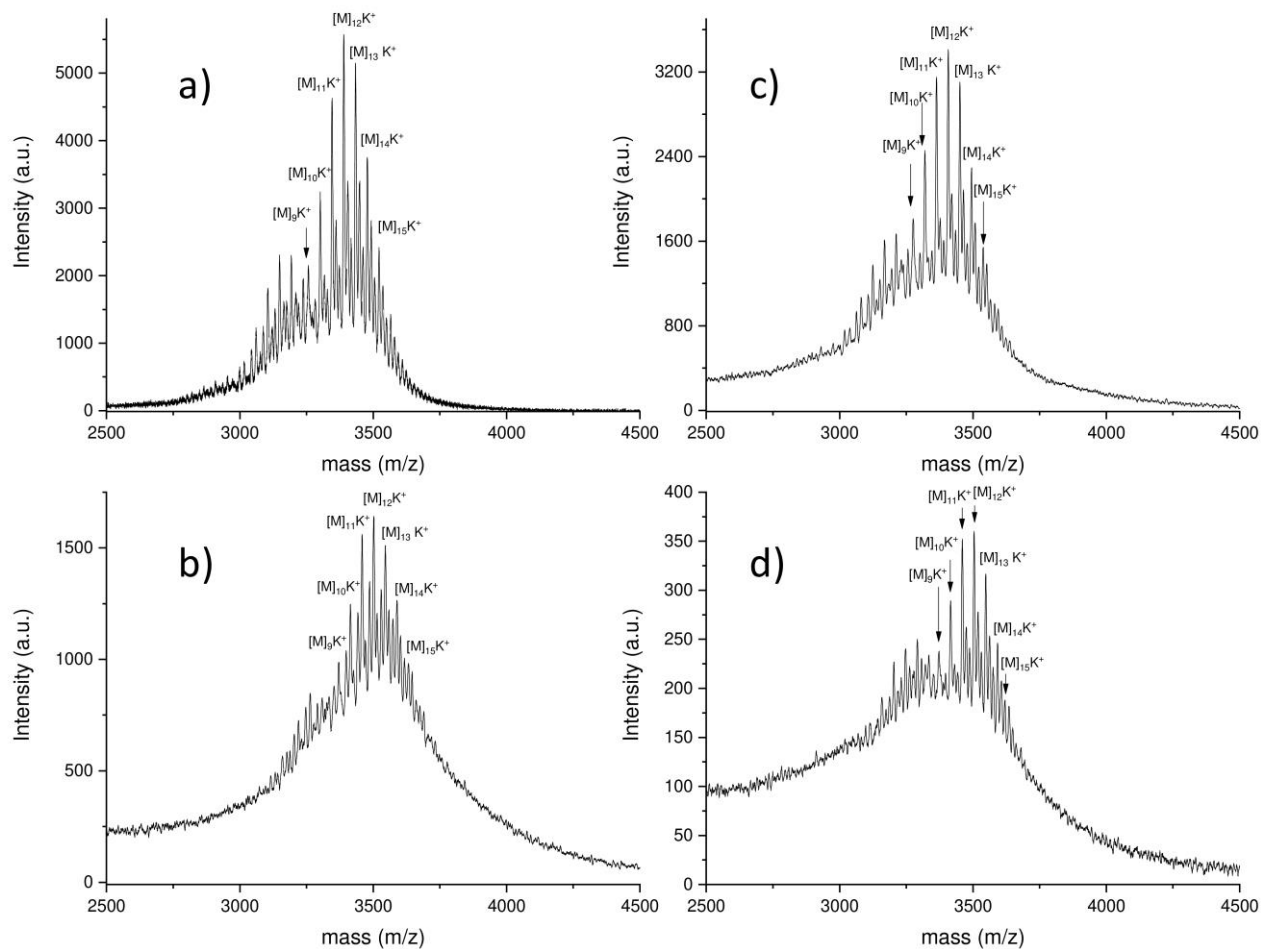 a)
[M]₁₂K⁺
[M]₁₃ K⁺
[M]₁₁K⁺
[M]₁₄K⁺
[M]₁₀K⁺
[M]₉K⁺
[M]₁₅K⁺
Intensity (a.u.)
5000
4000
3000
2000
1000
0
2500
3000
3500
4000
4500
mass (m/z)
c)
[M]₁₂K⁺
[M]₁₁K⁺
[M]₁₃ K⁺
[M]₁₀K⁺
[M]₉K⁺
[M]₁₄K⁺
[M]₁₅K⁺
Intensity (a.u.)
3200
2400
1600
800
0
2500
3000
3500
4000
4500
mass (m/z)
b)
[M]₁₂K⁺
[M]₁₁K⁺
[M]₁₃ K⁺
[M]₁₀K⁺
[M]₁₄K⁺
[M]₉K⁺
[M]₁₅K⁺
Intensity (a.u.)
1500
1000
500
0
2500
3000
3500
4000
4500
mass (m/z)
d)
[M]₁₁K⁺
[M]₁₂K⁺
[M]₁₀K⁺
[M]₁₃ K⁺
[M]₉K⁺
[M]₁₄K⁺
[M]₁₅K⁺
Intensity (a.u.)
400
350
300
250
200
150
100
50
0
2500
3000
3500
4000
4500
mass (m/z)